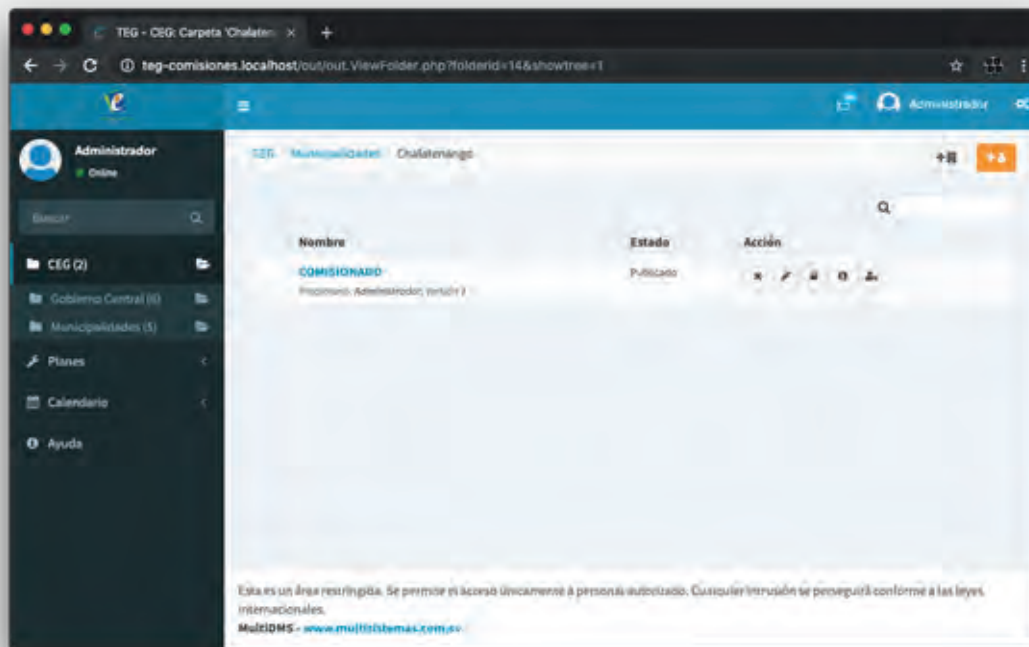 TEG - CEG: Carpeta 'Chalaten
teg-comisiones.localhost/out/out.ViewFolder.php?folderid=14&showtree=1
Administrador
Administrador
Online
CEG Municipalidades Chalatenango
Buscar
Nombre Estado Acción
CEG (2)
COMISIONADO Publicado
Propietario: Administrador, Versión 1
Gobierno Central (6)
Municipalidades (5)
Planes
Calendario
Ayuda
Esta es un área restringida. Se permite el acceso únicamente a personal autorizado. Cualquier intrusión se perseguirá conforme a las leyes
internacionales.
MultiDMS - www.multisistemas.com.sv